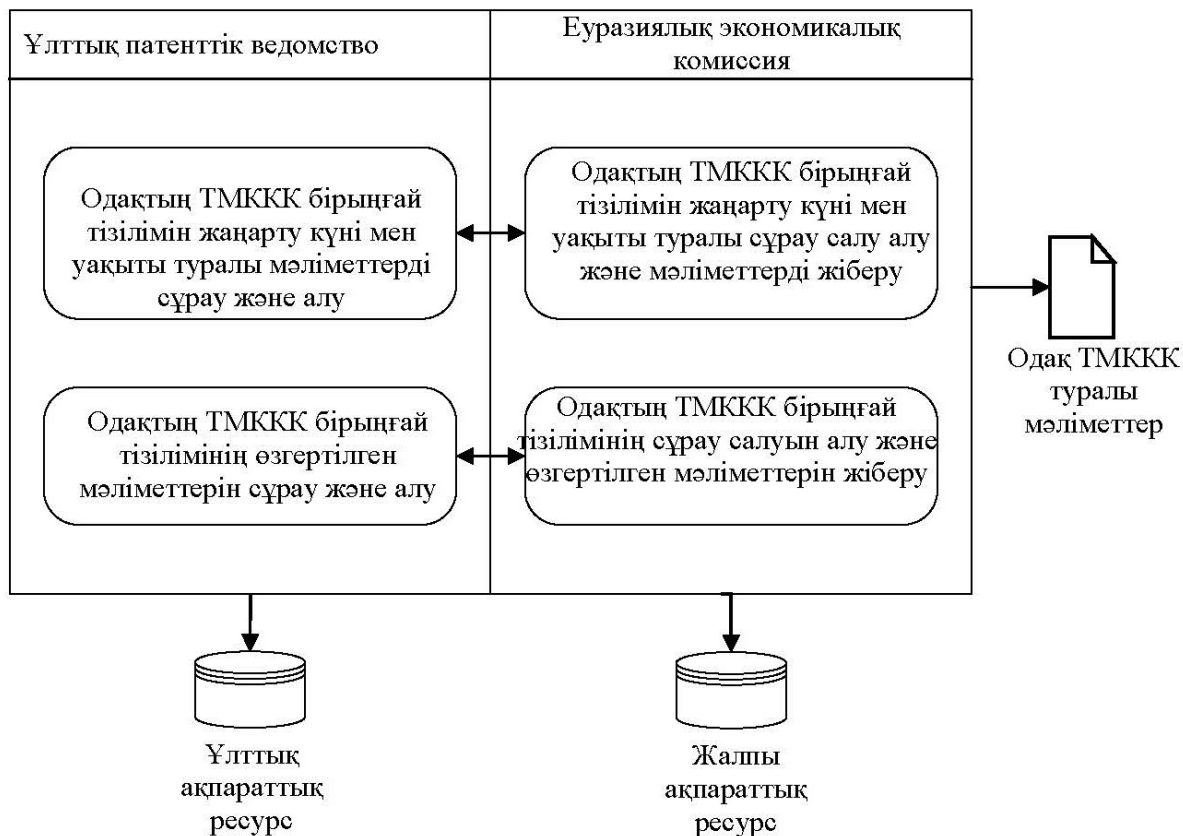 Ұлттық патенттік ведомство
Еуразиялық экономикалық
комиссия
Одақтың ТМККК бірыңғай
тізілімін жаңарту күні мен
уақыты туралы мәліметтерді
сұрау және алу
Одақтың ТМККК бірыңғай
тізілімін жаңарту күні мен
уақыты туралы сұрау салу алу
және мәліметтерді жіберу
Одақ ТМККК
туралы
мәліметтер
Одақтың ТМККК бірыңғай
тізілімінің өзгертілген
мәліметтерін сұрау және алу
Одақтың ТМККК бірыңғай
тізілімінің сұрау салуын алу және
өзгертілген мәліметтерін жіберу
Ұлттық
ақпараттық
ресурс
Жалпы
ақпараттық
ресурс